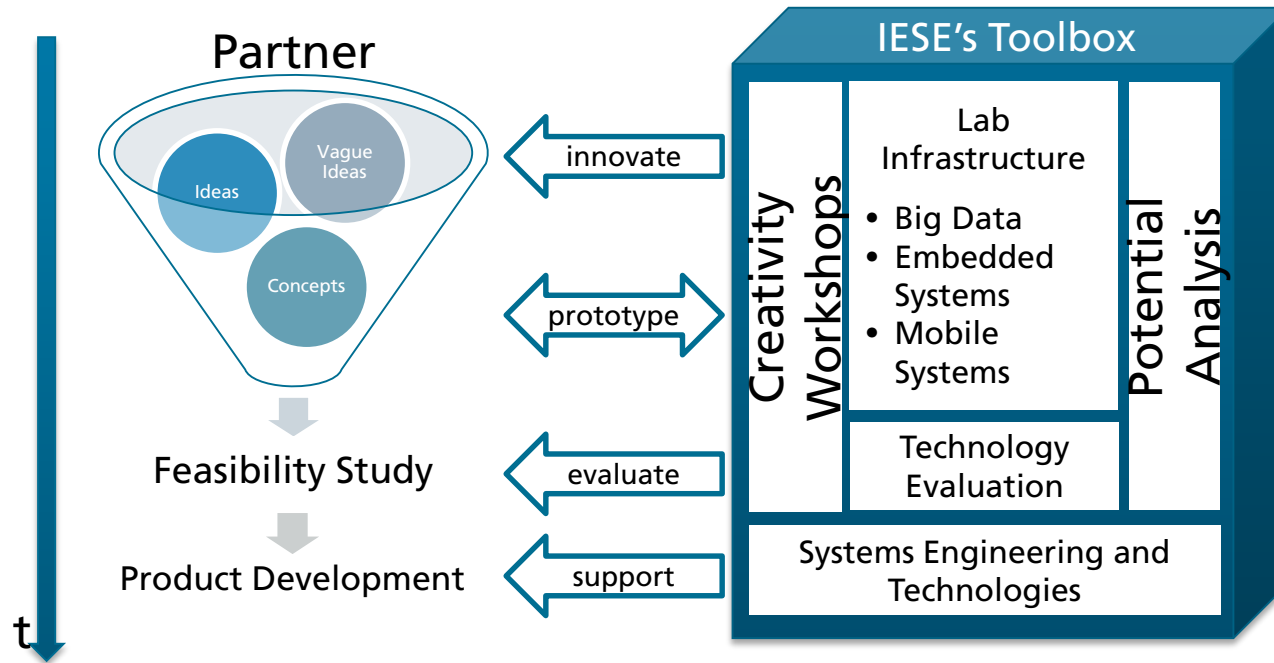 Partner
Vague
Ideas
Ideas
Concepts
Feasibility Study
Product Development
t
innovate
prototype
evaluate
support
IESE's Toolbox
Creativity
Workshops
Lab
Infrastructure
• Big Data
• Embedded
Systems
• Mobile
Systems
Technology
Evaluation
Potential
Analysis
Systems Engineering and
Technologies